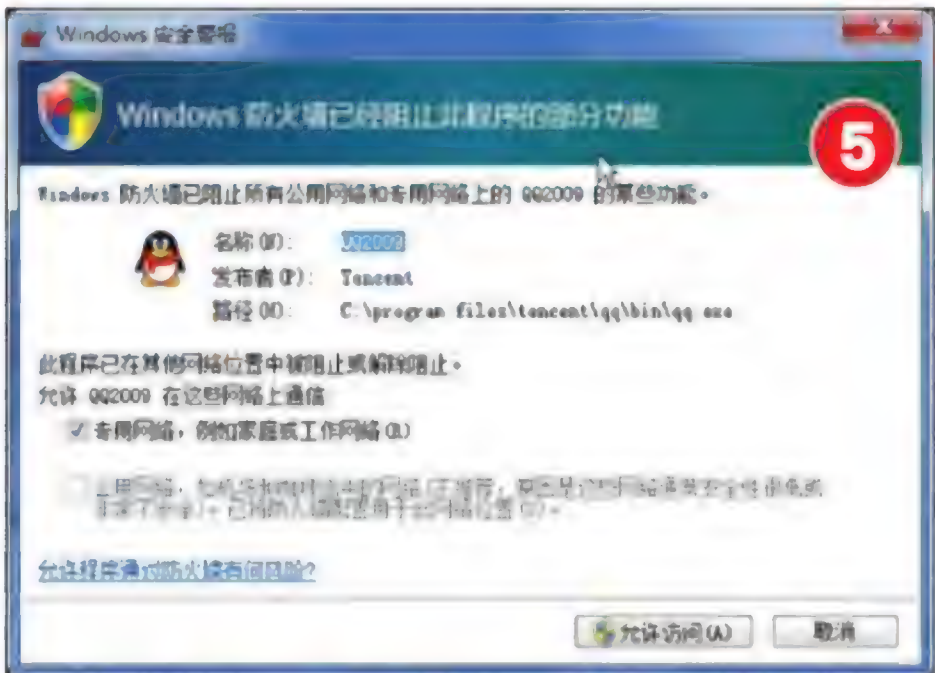 Windows 安全警报
Windows 防火墙已经阻止此程序的部分功能
5
Windows 防火墙已阻止所有公用网络和专用网络上的 QQ2009 的某些功能。
名称(N): QQ2009
发布者(P): Tencent
路径(H): C:\program files\tencent\qq\bin\qq.exe
此程序已在其他网络位置中被阻止或解除阻止。
允许 QQ2009 在这些网络上通信
专用网络，例如家庭或工作网络(R)
允许程序通过防火墙有何风险?
允许访问(A)
取消